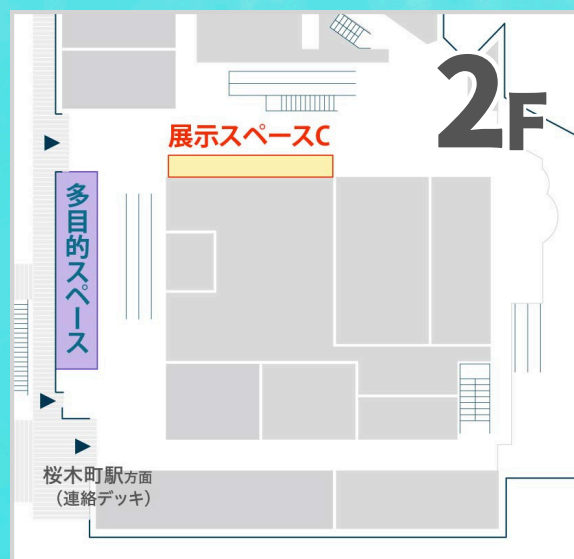 2F
展示スペースC
多目的スペース
桜木町駅方面
（連絡デッキ）